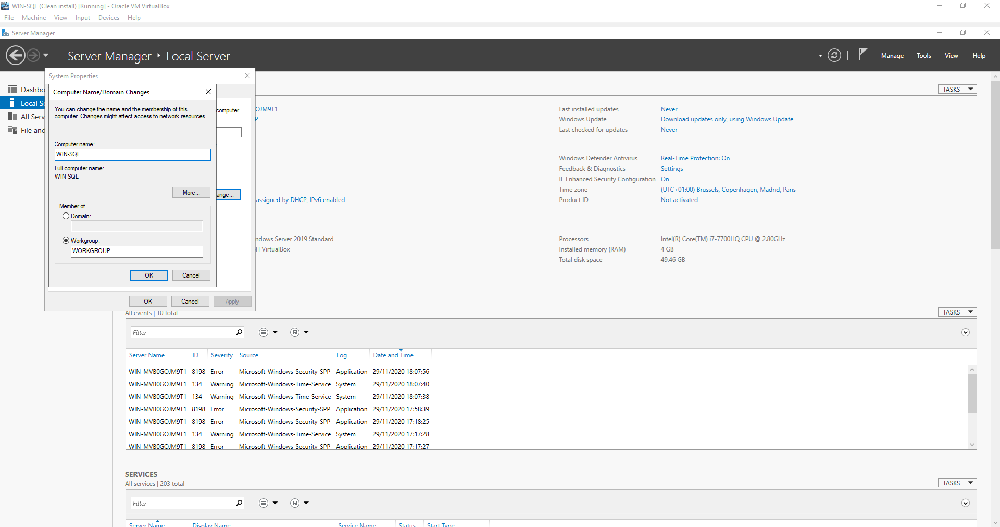 WIN-SQL (Clean install) [Running] - Oracle VM VirtualBox
File Machine View Input Devices Help
Server Manager
Server Manager Local Server
Manage Tools View Help
System Properties
Computer Name/Domain Changes
You can change the name and the membership of this
computer. Changes might affect access to network resources.
Computer name:
WIN-SQL
Full computer name:
WIN-SQL
More...
Member of
Domain:
Workgroup:
WORKGROUP
OK Cancel
computer
ange...
OK Cancel Apply
Dashbo
Local Se
All Serv
File and
TASKS
OJM9T1
P
assigned by DHCP, IPv6 enabled
ndows Server 2019 Standard
H VirtualBox
Last installed updates Never
Windows Update Download updates only, using Windows Update
Last checked for updates Never
Windows Defender Antivirus Real-Time Protection: On
Feedback & Diagnostics Settings
IE Enhanced Security Configuration On
Time zone (UTC+01:00) Brussels, Copenhagen, Madrid, Paris
Product ID Not activated
Processors Intel(R) Core(TM) i7-7700HQ CPU @ 2.80GHz
Installed memory (RAM) 4 GB
Total disk space 49.46 GB
All events | 10 total
TASKS
Filter
Server Name ID Severity Source Log Date and Time
WIN-MVB0GOJM9T1 8198 Error Microsoft-Windows-Security-SPP Application 29/11/2020 18:07:56
WIN-MVB0GOJM9T1 134 Warning Microsoft-Windows-Time-Service System 29/11/2020 18:07:40
WIN-MVB0GOJM9T1 134 Warning Microsoft-Windows-Time-Service System 29/11/2020 18:07:38
WIN-MVB0GOJM9T1 8198 Error Microsoft-Windows-Security-SPP Application 29/11/2020 17:58:39
WIN-MVB0GOJM9T1 8198 Error Microsoft-Windows-Security-SPP Application 29/11/2020 17:18:25
WIN-MVB0GOJM9T1 134 Warning Microsoft-Windows-Time-Service System 29/11/2020 17:17:28
WIN-MVB0GOJM9T1 8198 Error Microsoft-Windows-Security-SPP Application 29/11/2020 17:17:27
SERVICES
All services | 203 total
TASKS
Filter
Server Name Display Name Service Name Status Start Type